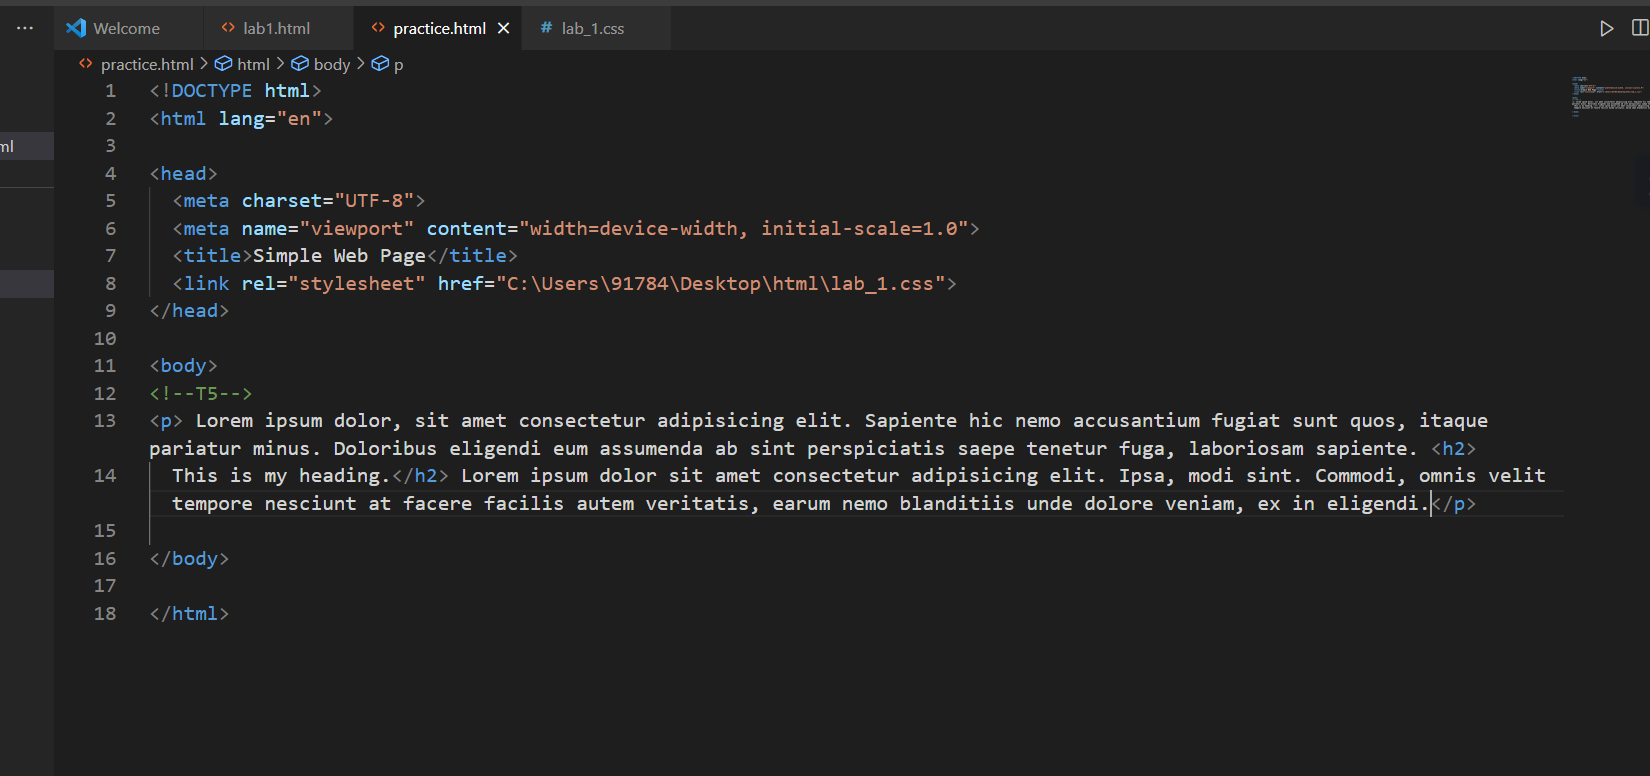 ··· Welcome <> lab1.html <> practice.html × # lab_1.css
<> practice.html > html > body > p
1 <!DOCTYPE html>
2 <html lang="en">
3
ml
4 <head>
5 <meta charset="UTF-8">
6 <meta name="viewport" content="width=device-width, initial-scale=1.0">
7 <title>Simple Web Page</title>
8 <link rel="stylesheet" href="C:\Users\91784\Desktop\html\lab_1.css">
9 </head>
10
11 <body>
12 <!--T5-->
13 <p> Lorem ipsum dolor, sit amet consectetur adipisicing elit. Sapiente hic nemo accusantium fugiat sunt quos, itaque
pariatur minus. Doloribus eligendi eum assumenda ab sint perspiciatis saepe tenetur fuga, laboriosam sapiente. <h2>
14 This is my heading.</h2> Lorem ipsum dolor sit amet consectetur adipisicing elit. Ipsa, modi sint. Commodi, omnis velit
tempore nesciunt at facere facilis autem veritatis, earum nemo blanditiis unde dolore veniam, ex in eligendi.</p>
15
16 </body>
17
18 </html>